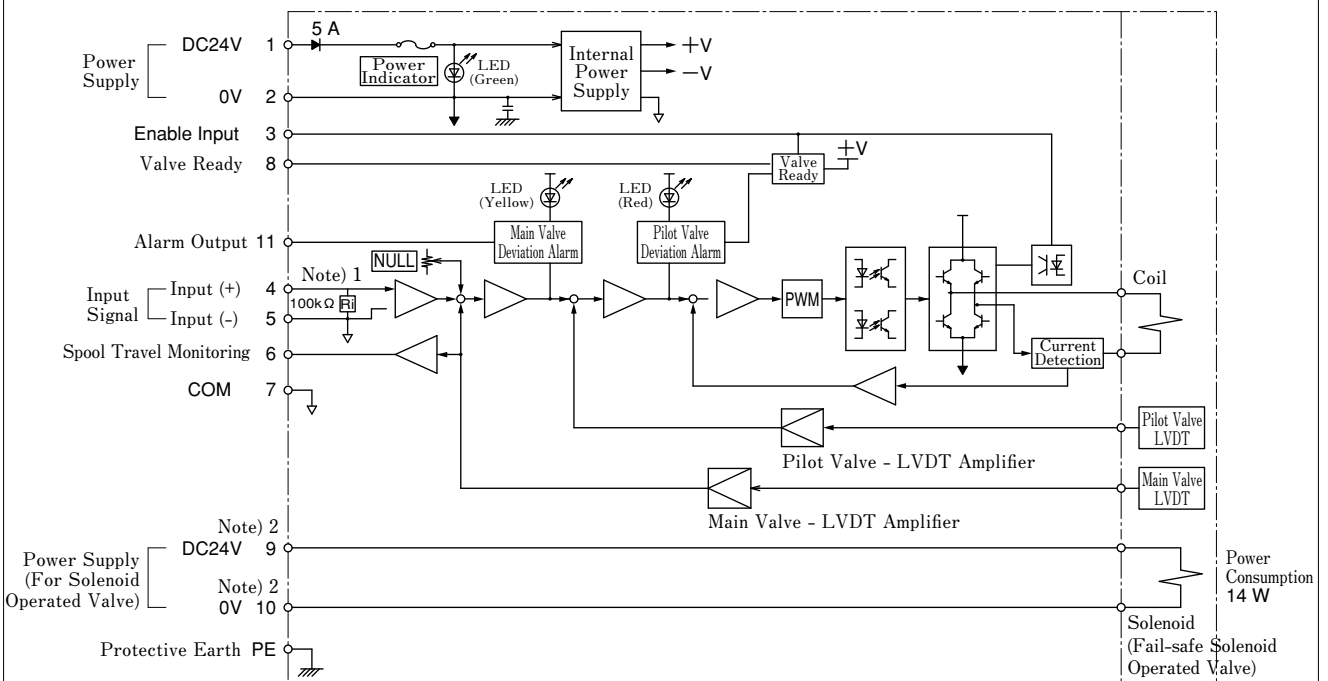 5 A
DC24V 1
Power
Supply
0V 2
Power
Indicator
LED
(Green)
Internal
Power
Supply
+V
−V
Enable Input 3
Valve Ready 8
Valve
Ready
+V
LED
(Yellow)
LED
(Red)
Alarm Output 11
Main Valve
Deviation Alarm
Pilot Valve
Deviation Alarm
NULL
Note) 1
Input
Signal
Input (+) 4
100kΩ Ri
Input (-) 5
PWM
Coil
Spool Travel Monitoring 6
Current
Detection
COM 7
Pilot Valve
LVDT
Pilot Valve - LVDT Amplifier
Main Valve
LVDT
Main Valve - LVDT Amplifier
Note) 2
DC24V 9
Power Supply
(For Solenoid
Operated Valve)
Note) 2
0V 10
Power
Consumption
14 W
Solenoid
(Fail-safe Solenoid
Operated Valve)
Protective Earth PE